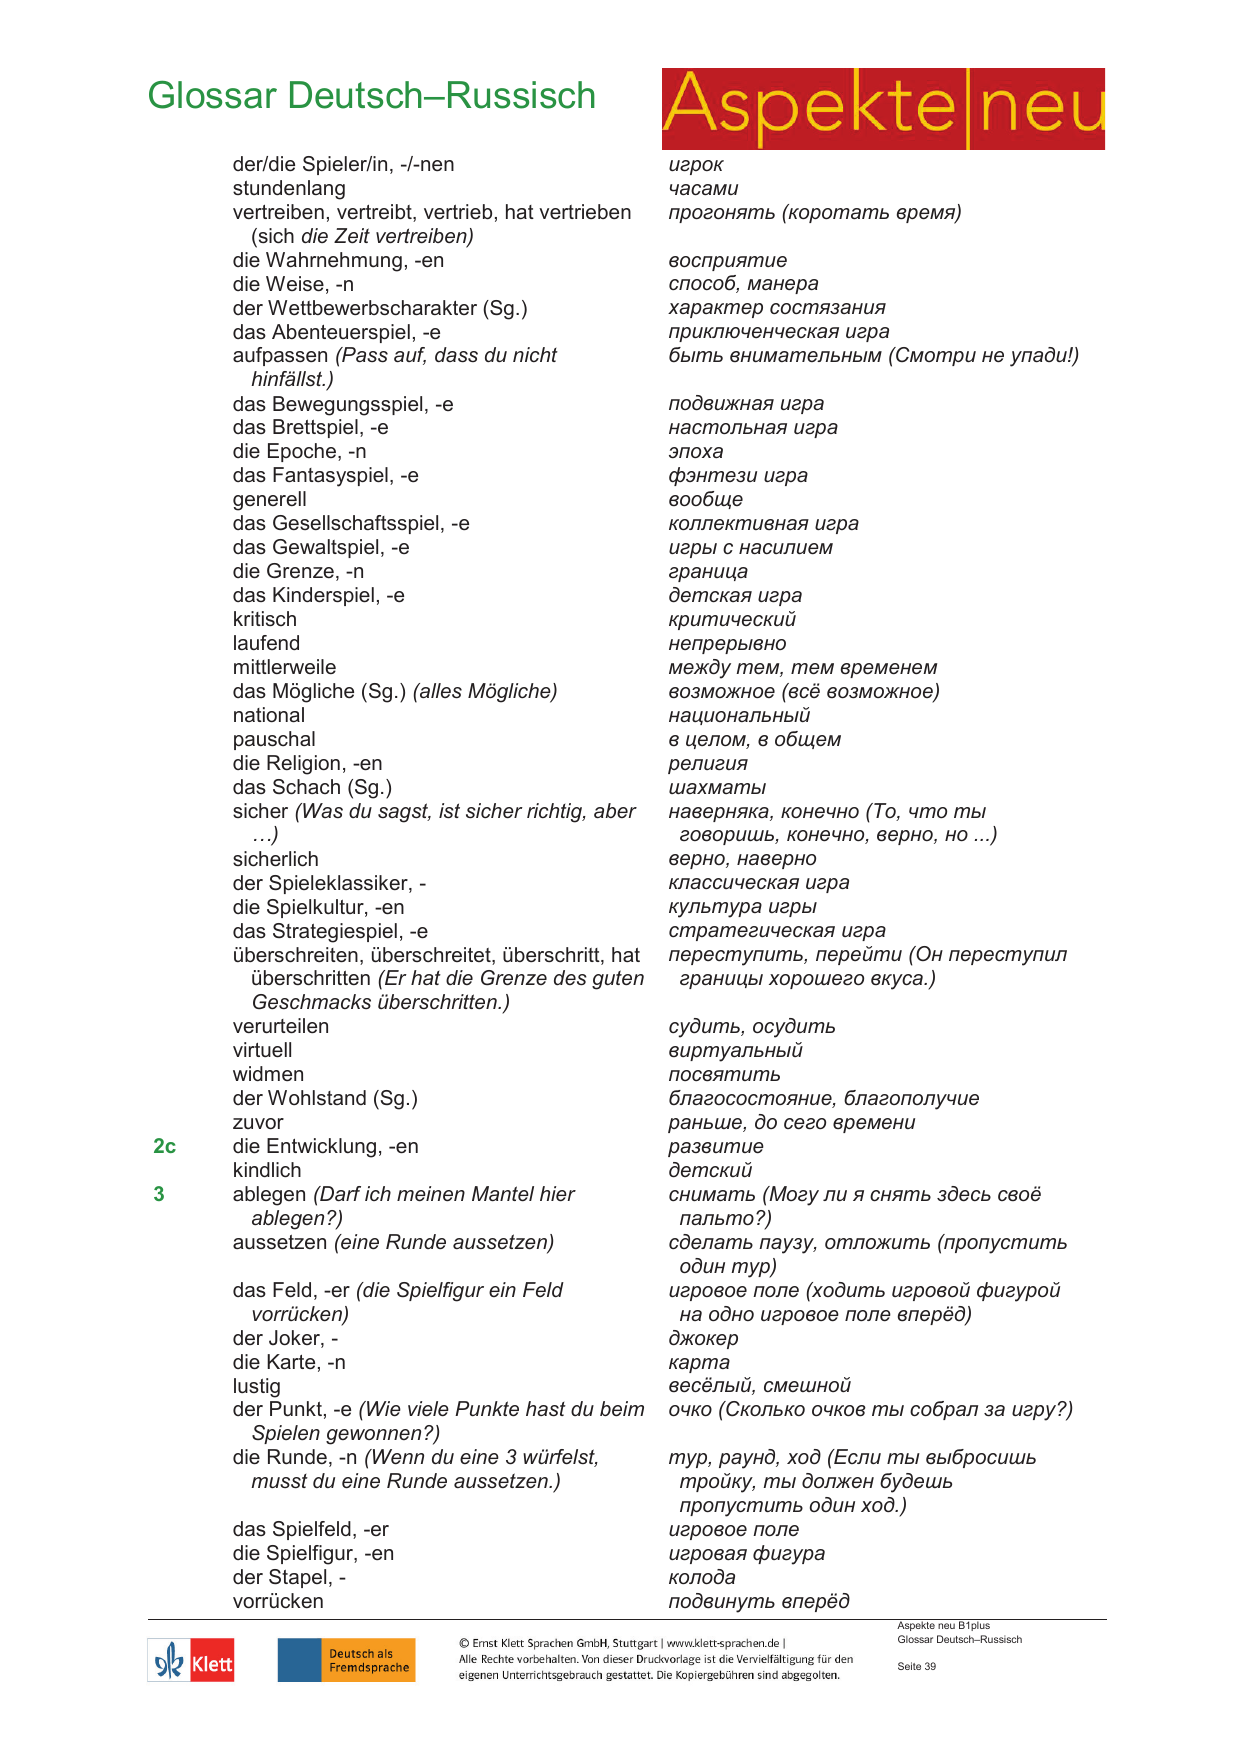 Glossar Deutsch–Russisch
Aspekte|neu
der/die Spieler/in, -/-nen игрок
stundenlang часами
vertreiben, vertreibt, vertrieb, hat vertrieben прогонять (коротать время)
(sich die Zeit vertreiben)
die Wahrnehmung, -en восприятие
die Weise, -n способ, манера
der Wettbewerbscharakter (Sg.) характер состязания
das Abenteuerspiel, -e приключенческая игра
aufpassen (Pass auf, dass du nicht быть внимательным (Смотри не упади!)
hinfällst.)
das Bewegungsspiel, -e подвижная игра
das Brettspiel, -e настольная игра
die Epoche, -n эпоха
das Fantasyspiel, -e фэнтези игра
generell вообще
das Gesellschaftsspiel, -e коллективная игра
das Gewaltspiel, -e игры с насилием
die Grenze, -n граница
das Kinderspiel, -e детская игра
kritisch критический
laufend непрерывно
mittlerweile между тем, тем временем
das Mögliche (Sg.) (alles Mögliche) возможное (всё возможное)
national национальный
pauschal в целом, в общем
die Religion, -en религия
das Schach (Sg.) шахматы
sicher (Was du sagst, ist sicher richtig, aber наверняка, конечно (То, что ты
…) говоришь, конечно, верно, но ...)
sicherlich верно, наверно
der Spieleklassiker, - классическая игра
die Spielkultur, -en культура игры
das Strategiespiel, -e стратегическая игра
überschreiten, überschreitet, überschritt, hat переступить, перейти (Он переступил
überschritten (Er hat die Grenze des guten границы хорошего вкуса.)
Geschmacks überschritten.)
verurteilen судить, осудить
virtuell виртуальный
widmen посвятить
der Wohlstand (Sg.) благосостояние, благополучие
zuvor раньше, до сего времени
2c die Entwicklung, -en развитие
kindlich детский
3 ablegen (Darf ich meinen Mantel hier снимать (Могу ли я снять здесь своё
ablegen?) пальто?)
aussetzen (eine Runde aussetzen) сделать паузу, отложить (пропустить
один тур)
das Feld, -er (die Spielfigur ein Feld игровое поле (ходить игровой фигурой
vorrücken) на одно игровое поле вперёд)
der Joker, - джокер
die Karte, -n карта
lustig весёлый, смешной
der Punkt, -e (Wie viele Punkte hast du beim очко (Сколько очков ты собрал за игру?)
Spielen gewonnen?)
die Runde, -n (Wenn du eine 3 würfelst, тур, раунд, ход (Если ты выбросишь
musst du eine Runde aussetzen.) тройку, ты должен будешь
пропустить один ход.)
das Spielfeld, -er игровое поле
die Spielfigur, -en игровая фигура
der Stapel, - колода
vorrücken подвинуть вперёд
Klett
Deutsch als
Fremdsprache
© Ernst Klett Sprachen GmbH, Stuttgart | www.klett-sprachen.de |
Alle Rechte vorbehalten. Von dieser Druckvorlage ist die Vervielfältigung für den
eigenen Unterrichtsgebrauch gestattet. Die Kopiergebühren sind abgegolten.
Aspekte neu B1plus
Glossar Deutsch–Russisch
Seite 39